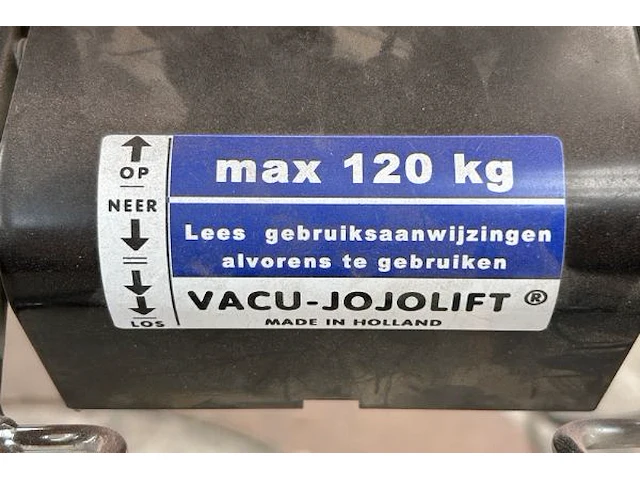 OP
NEER
LOS
max 120 kg
Lees gebruiksaanwijzingen
alvorens te gebruiken
VACU-JOJOLIFT ®
MADE IN HOLLAND